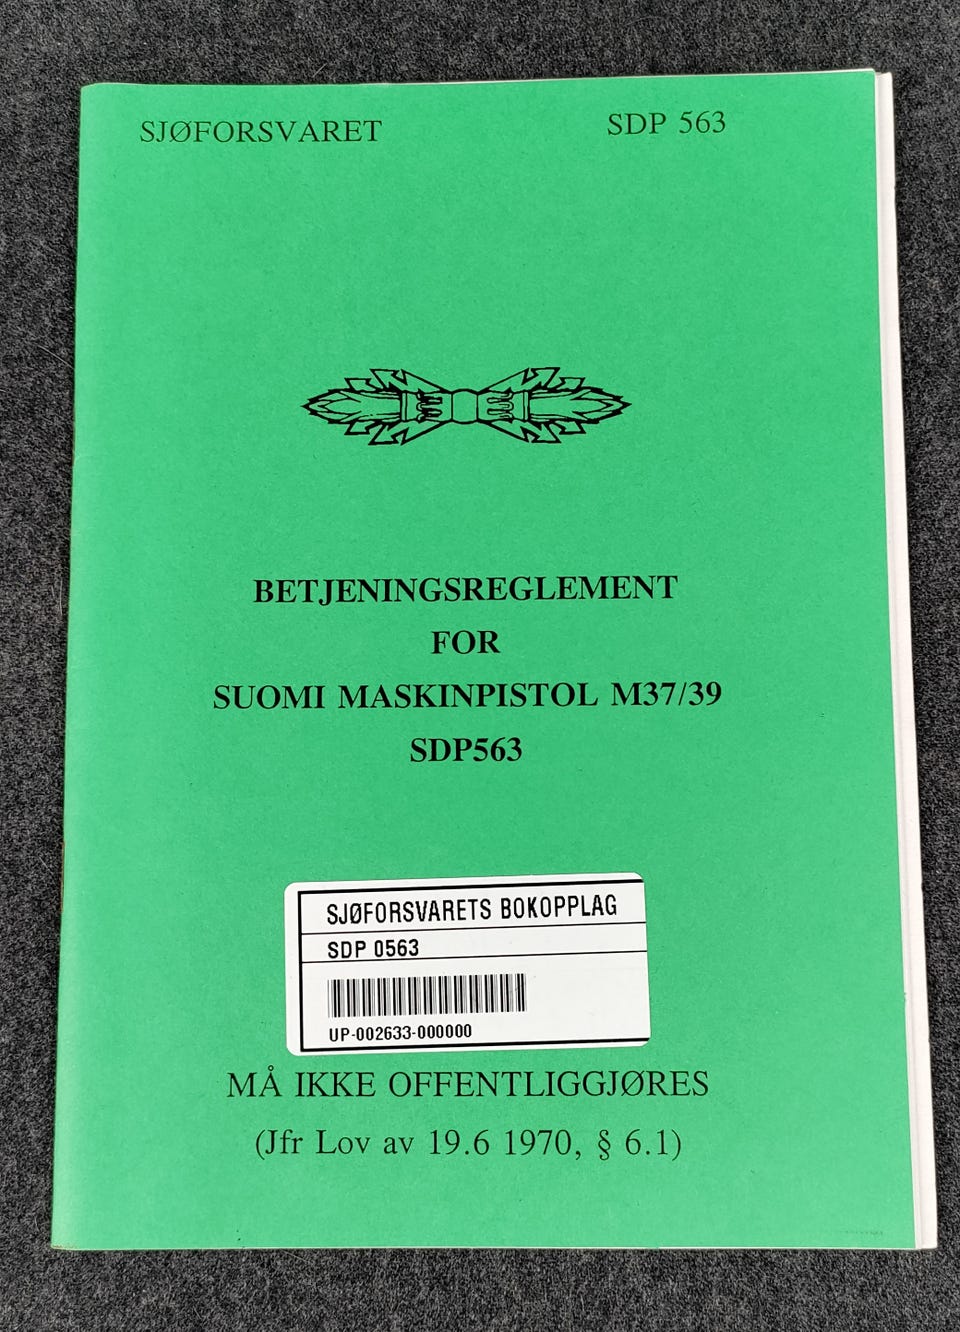 SJØFORSVARET SDP 563
BETJENINGSREGLEMENT
FOR
SUOMI MASKINPISTOL M37/39
SDP563
SJØFORSVARETS BOKOPPLAG
SDP 0563
UP-002633-000000
MÅ IKKE OFFENTLIGGJØRES
(Jfr Lov av 19.6 1970, § 6.1)